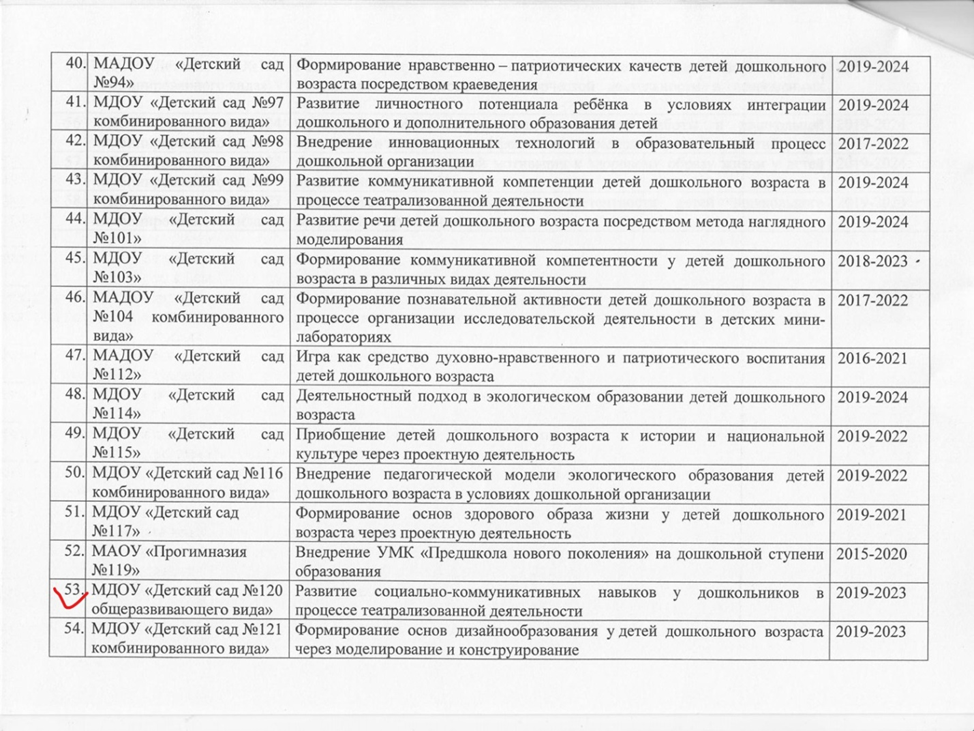 40. МАДОУ «Детский сад Формирование нравственно – патриотических качеств детей дошкольного 2019-2024
№94» возраста посредством краеведения
41. МДОУ «Детский сад №97 Развитие личностного потенциала ребёнка в условиях интеграции 2019-2024
комбинированного вида» дошкольного и дополнительного образования детей
42. МДОУ «Детский сад №98 Внедрение инновационных технологий в образовательный процесс 2017-2022
комбинированного вида» дошкольной организации
43. МДОУ «Детский сад №99 Развитие коммуникативной компетенции детей дошкольного возраста в 2019-2024
комбинированного вида» процессе театрализованной деятельности
44. МДОУ «Детский сад Развитие речи детей дошкольного возраста посредством метода наглядного 2019-2024
№101» моделирования
45. МДОУ «Детский сад Формирование коммуникативной компетентности у детей дошкольного 2018-2023
№103» возраста в различных видах деятельности
46. МАДОУ «Детский сад Формирование познавательной активности детей дошкольного возраста в 2017-2022
№104 комбинированного процессе организации исследовательской деятельности в детских мини-
вида» лабораториях
47. МАДОУ «Детский сад Игра как средство духовно-нравственного и патриотического воспитания 2016-2021
№112» детей дошкольного возраста
48. МДОУ «Детский сад Деятельностный подход в экологическом образовании детей дошкольного 2019-2024
№114» возраста
49. МДОУ «Детский сад Приобщение детей дошкольного возраста к истории и национальной 2019-2022
№115» культуре через проектную деятельность
50. МДОУ «Детский сад №116 Внедрение педагогической модели экологического образования детей 2019-2022
комбинированного вида» дошкольного возраста в условиях дошкольной организации
51. МДОУ «Детский сад Формирование основ здорового образа жизни у детей дошкольного 2019-2021
№117» возраста через проектную деятельность
52. МАОУ «Прогимназия Внедрение УМК «Предшкола нового поколения» на дошкольной ступени 2015-2020
№119» образования
53. МДОУ «Детский сад №120 Развитие социально-коммуникативных навыков у дошкольников в 2019-2023
общеразвивающего вида» процессе театрализованной деятельности
54. МДОУ «Детский сад №121 Формирование основ дизайнобразования у детей дошкольного возраста 2019-2023
комбинированного вида» через моделирование и конструирование